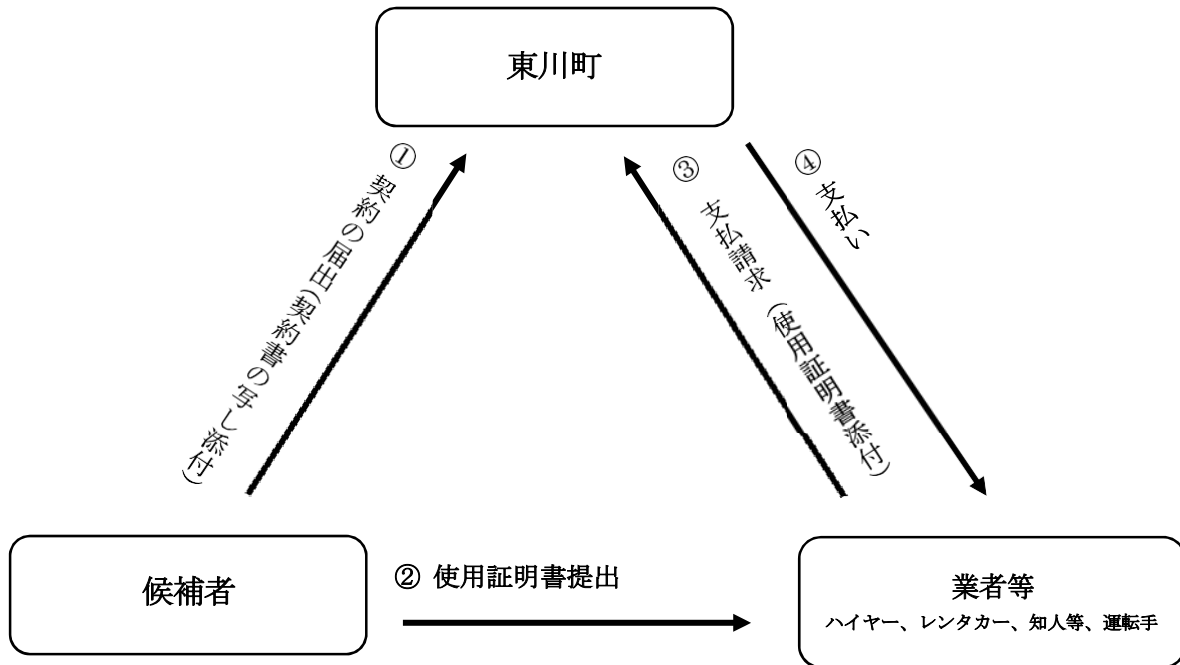 東川町
① 契約の届出(契約書の写し添付)
③ 支払請求(使用証明書添付)
④ 支払い
候補者
② 使用証明書提出
業者等
ハイヤー、レンタカー、知人等、運転手